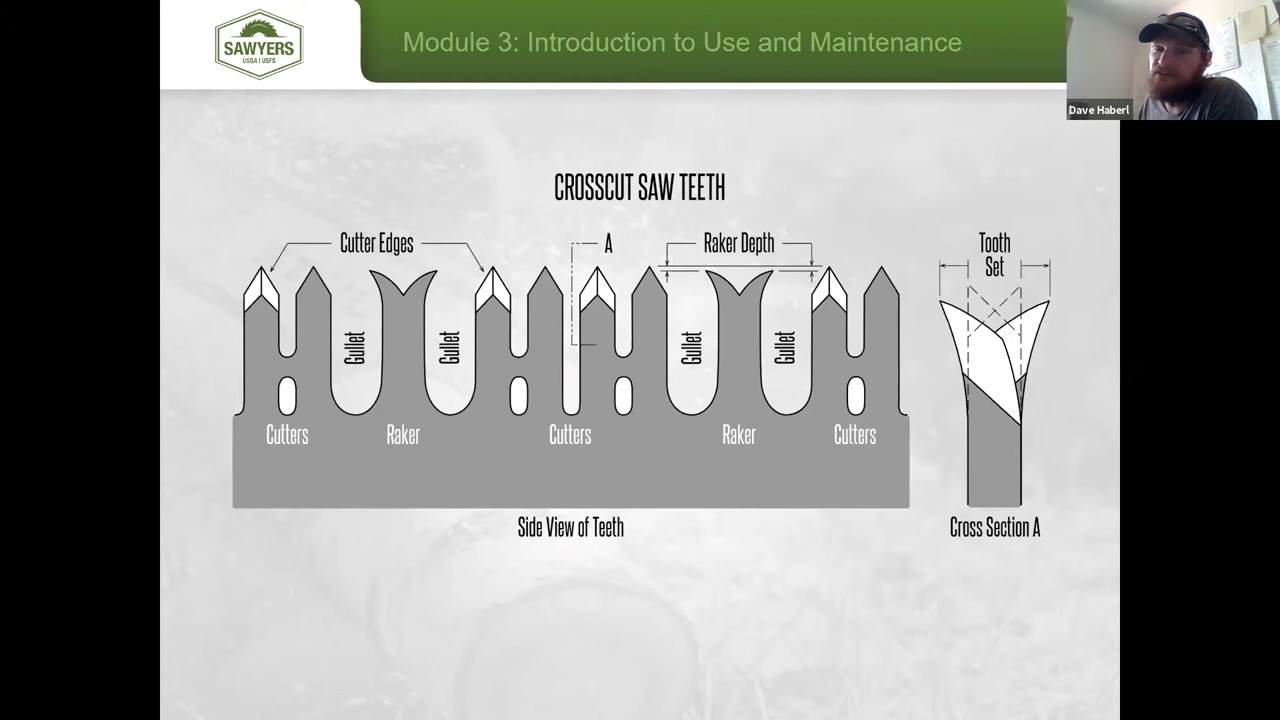 SAWYERS
USDA | USFS
Module 3: Introduction to Use and Maintenance
Dave Haberl
CROSSCUT SAW TEETH
Cutter Edges
A
Raker Depth
Tooth
Set
Gullet
Gullet
Gullet
Gullet
Cutters
Raker
Cutters
Raker
Cutters
Side View of Teeth
Cross Section A